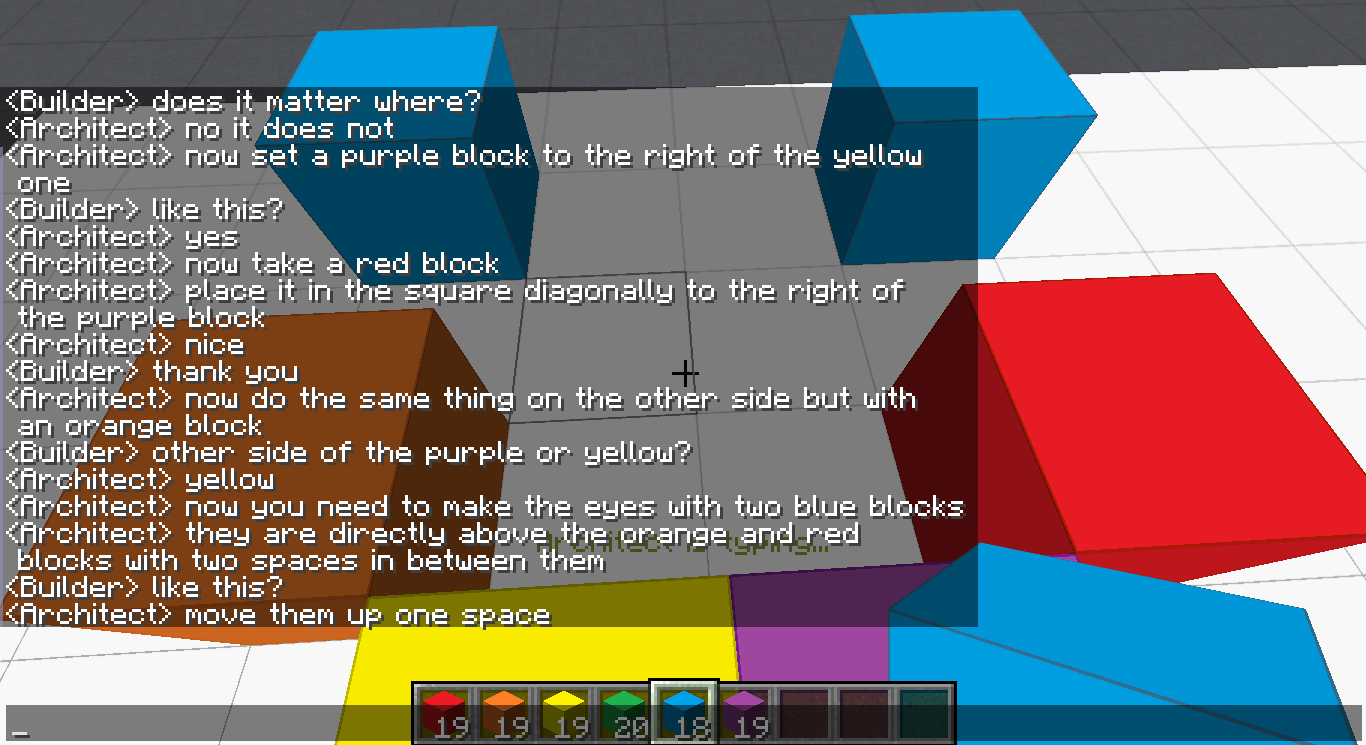 <Builder> does it matter where?
<Architect> no it does not
<Architect> now set a purple block to the right of the yellow
one
<Builder> like this?
<Architect> yes
<Architect> now take a red block
<Architect> place it in the square diagonally to the right of
the purple block
<Architect> nice
<Builder> thank you
<Architect> now do the same thing on the other side but with
an orange block
<Builder> other side of the purple or yellow?
<Architect> yellow
<Architect> now you need to make the eyes with two blue blocks
<Architect> they are directly above the orange and red
Architect is typing...
blocks with two spaces in between them
<Builder> like this?
<Architect> move them up one space
19 19 19 20 18 19
_